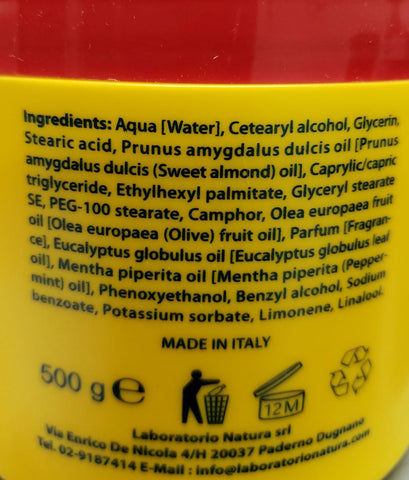 Ingredients: Aqua [Water], Cetearyl alcohol, Glycerin,
Stearic acid, Prunus amygdalus dulcis oil [Prunus
amygdalus dulcis (Sweet almond) oil], Caprylic/capric
triglyceride, Ethylhexyl palmitate, Glyceryl stearate
SE, PEG-100 stearate, Camphor, Olea europaea fruit
oil [Olea europaea (Olive) fruit oil], Parfum [Fragran-
ce], Eucalyptus globulus oil [Eucalyptus globulus leaf
oil], Mentha piperita oil [Mentha piperita (Pepper-
mint) oil], Phenoxyethanol, Benzyl alcohol, Sodium
benzoate, Potassium sorbate, Limonene, Linalool.
MADE IN ITALY
500 g ℮
12M
Laboratorio Natura srl
Via Enrico De Nicola 4/H 20037 Paderno Dugnano
Tel. 02-9187414 E-Mail : info@laboratorionatura.com